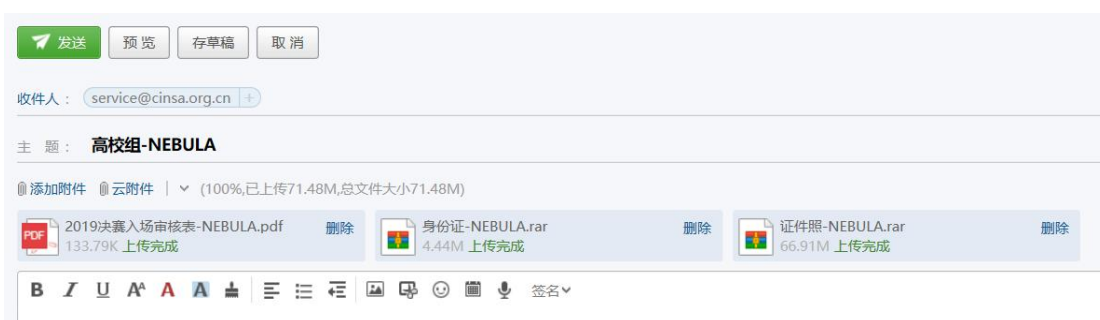 发送 预览 存草稿 取消
收件人： service@cinsa.org.cn +
主 题： 高校组-NEBULA
添加附件 云附件 (100%,已上传71.48M,总文件大小71.48M)
PDF 2019决赛入场审核表-NEBULA.pdf 删除 身份证-NEBULA.rar 删除 证件照-NEBULA.rar 删除
133.79K 上传完成 4.44M 上传完成 66.91M 上传完成
B I U AA A A 签名